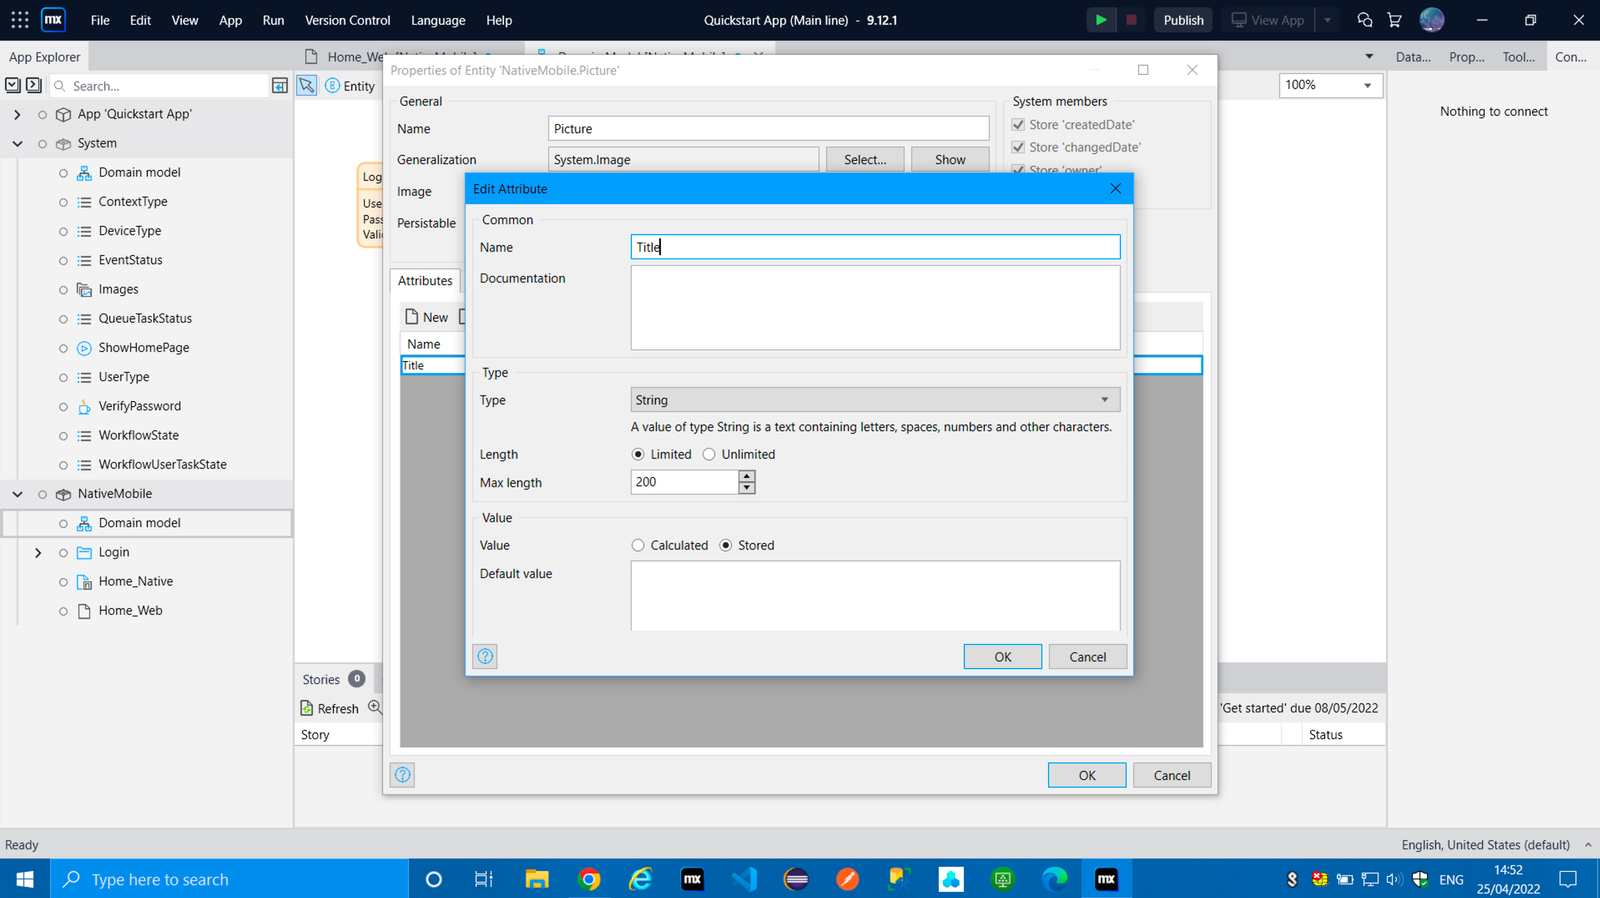 mx File Edit View App Run Version Control Language Help
Quickstart App (Main line) - 9.12.1
Publish View App
App Explorer
Home_We
Data... Prop... Tool... Con...
Search...
Entity
100%
Nothing to connect
App 'Quickstart App'
System
Domain model
ContextType
DeviceType
EventStatus
Images
QueueTaskStatus
ShowHomePage
UserType
VerifyPassword
WorkflowState
WorkflowUserTaskState
NativeMobile
Domain model
Login
Home_Native
Home_Web
Log
Use
Pass
Vali
Properties of Entity 'NativeMobile.Picture'
General
Name Picture
Generalization System.Image Select... Show
Image
Persistable
System members
Store 'createdDate'
Store 'changedDate'
Store 'owner'
Attributes
New
Name
Title
Edit Attribute
Common
Name Title
Documentation
Type
Type String
A value of type String is a text containing letters, spaces, numbers and other characters.
Length Limited Unlimited
Max length 200
Value
Value Calculated Stored
Default value
OK Cancel
OK Cancel
Stories 0
Refresh
'Get started' due 08/05/2022
Story
Status
Ready
English, United States (default)
Type here to search
mx
mx
ENG
14:52
25/04/2022